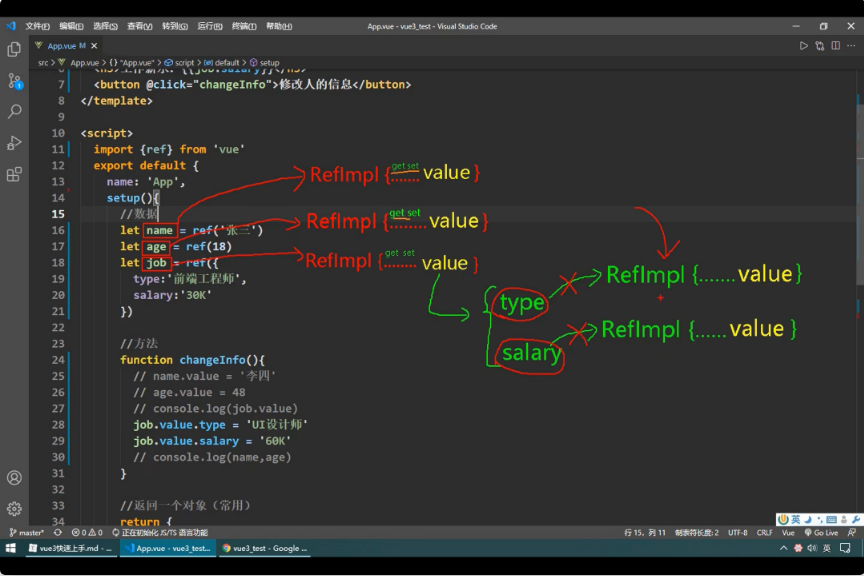 文件(F) 编辑(E) 选择(S) 查看(V) 转到(G) 运行(R) 终端(T) 帮助(H) App.vue - vue3_test - Visual Studio Code
App.vue M
src > App.vue > {} "App.vue" > script > default > setup
7 <button @click="changeInfo">修改人的信息</button>
8 </template>
9
10 <script>
11 import {ref} from 'vue'
12 export default {
13 name: 'App',
14 setup(){
15 //数据
16 let name = ref('张三')
17 let age = ref(18)
18 let job = ref({
19 type:'前端工程师',
20 salary:'30K'
21 })
22
23 //方法
24 function changeInfo(){
25 // name.value = '李四'
26 // age.value = 48
27 // console.log(job.value)
28 job.value.type = 'UI设计师'
29 job.value.salary = '60K'
30 // console.log(name,age)
31 }
32
33 //返回一个对象（常用）
34 return {
get set
RefImpl {....... value }
get set
RefImpl {....... value }
get set
RefImpl {........ value }
type
RefImpl {.......value }
salary
RefImpl {...... value }
master* 0 0 正在初始化 JS/TS 语言功能 行 15, 列 11 制表符长度: 2 UTF-8 CRLF Vue Go Live
英
vue3快速上手.md - ... App.vue - vue3_test... vue3_test - Google ... 英